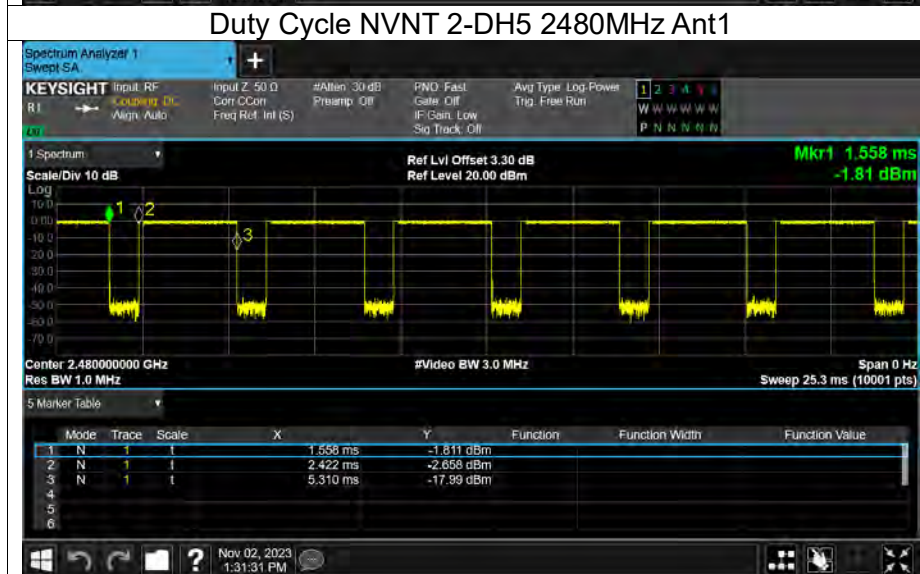 Duty Cycle NVNT 2-DH5 2480MHz Ant1
Spectrum Analyzer 1
Swept SA
+
KEYSIGHT Input: RF Input Z: 50 Ω #Atten: 30 dB PNO: Fast Avg Type: Log-Power 1 2 3 4 5 6
Coupling: DC Corr CCorr Preamp: Off Gate: Off Trig: Free Run W W W W W W
Align: Auto Freq Ref: Int (S) IF Gain: Low
Sig Track: Off P N N N N N
1 Spectrum Ref Lvl Offset 3.30 dB Mkr1 1.558 ms
Scale/Div 10 dB Ref Level 20.00 dBm -1.81 dBm
Log
10.0
0.00
-10.0
-20.0
-30.0
-40.0
-50.0
-60.0
-70.0
1 2
3
Center 2.480000000 GHz #Video BW 3.0 MHz Span 0 Hz
Res BW 1.0 MHz Sweep 25.3 ms (10001 pts)
5 Marker Table
Mode Trace Scale X Y Function Function Width Function Value
1 N 1 t 1.558 ms -1.811 dBm
2 N 1 t 2.422 ms -2.658 dBm
3 N 1 t 5.310 ms -17.99 dBm
4
5
6
? Nov 02, 2023
1:31:31 PM